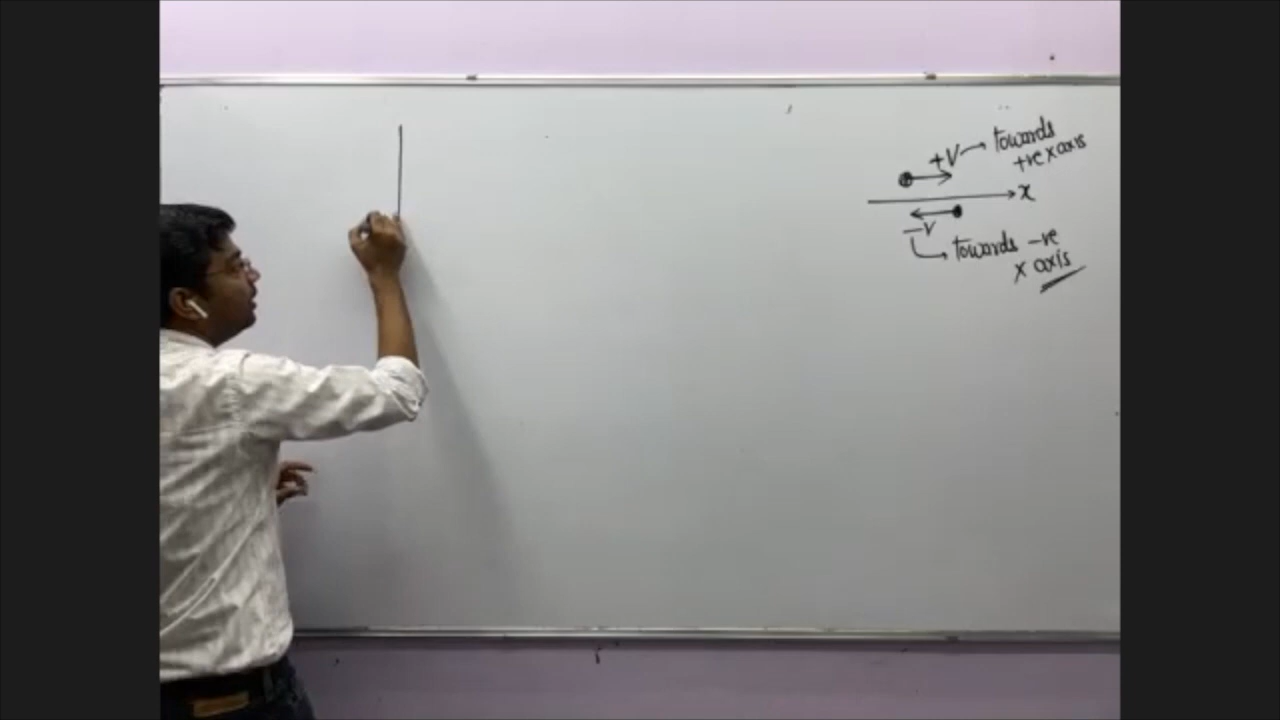 +V → towards
+ve x axis
x
-V
→ towards -ve
x axis